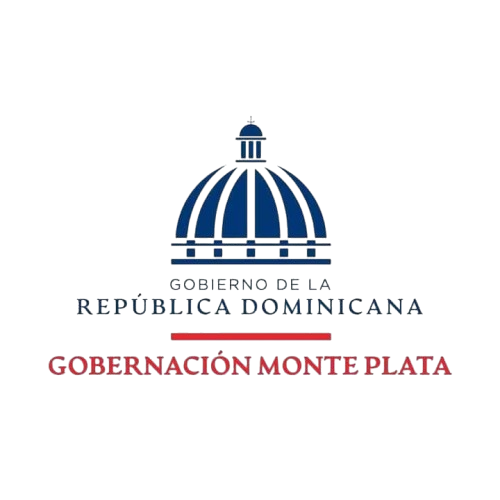 GOBIERNO DE LA
REPÚBLICA DOMINICANA
GOBERNACIÓN MONTE PLATA